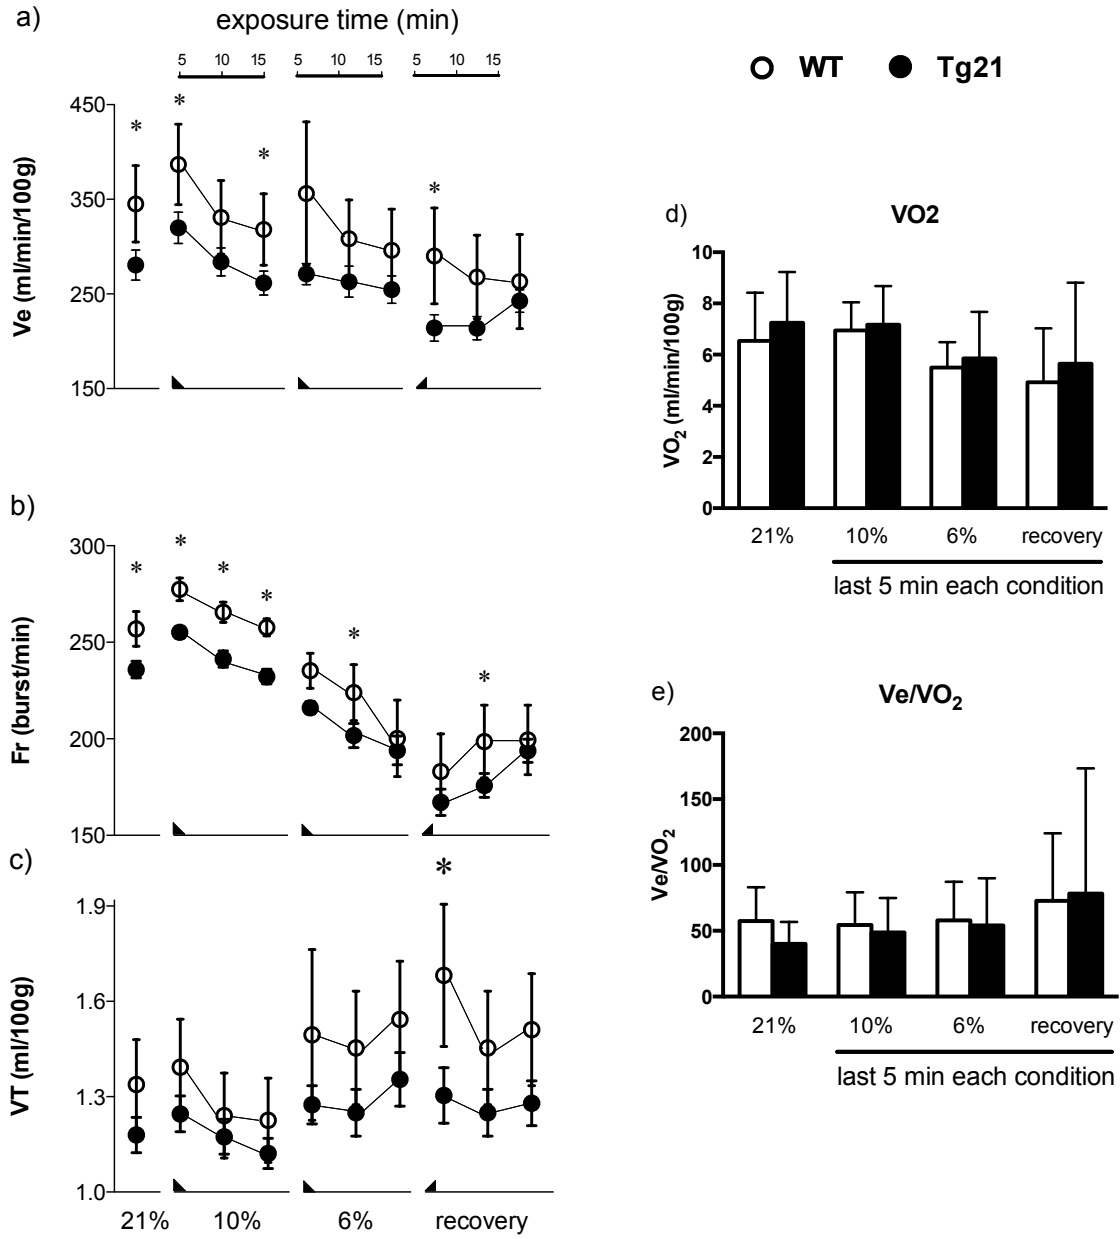 a)
exposure time (min)
5 10 15 5 10 15 5 10 15
WT Tg21
450
350
250
150
Ve (ml/min/100g)
* * * *
b)
300
250
200
150
Fr (burst/min)
* * * * * *
c)
1.9
1.6
1.3
1.0
VT (ml/100g)
*
21% 10% 6% recovery
d)
VO2
10
8
6
4
2
0
VO2 (ml/min/100g)
21% 10% 6% recovery
last 5 min each condition
e)
Ve/VO2
200
150
100
50
0
Ve/VO2
21% 10% 6% recovery
last 5 min each condition